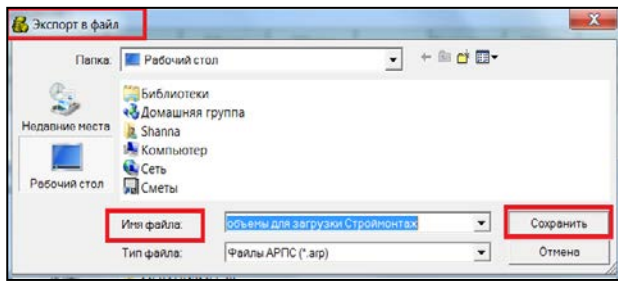 Экспорт в файл
Папка: Рабочий стол
Библиотеки
Домашняя группа
Shanna
Компьютер
Сеть
Сметы
Недавние места
Рабочий стол
Имя файла: объемы для загрузки Строймонтаж Сохранить
Тип файла: Файлы АРПС (*.arp) Отмена